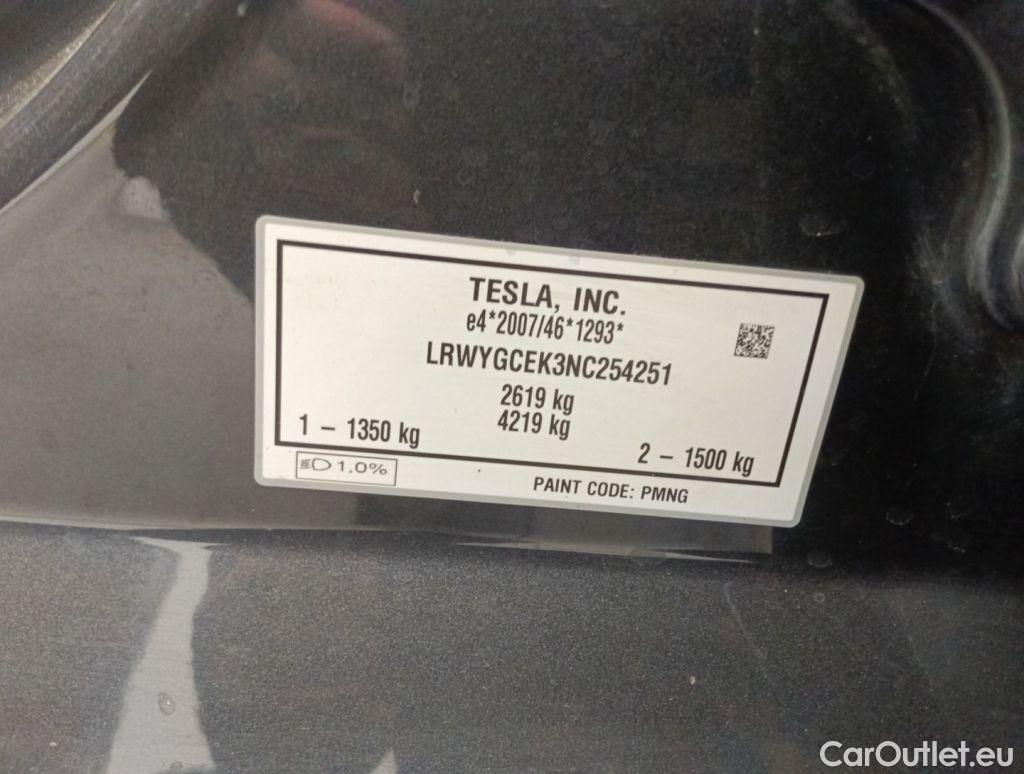 TESLA, INC.
e4*2007/46*1293*
LRWYGCEK3NC254251
2619 kg
4219 kg
1 – 1350 kg
2 – 1500 kg
1,0%
PAINT CODE: PMNG
CarOutlet.eu